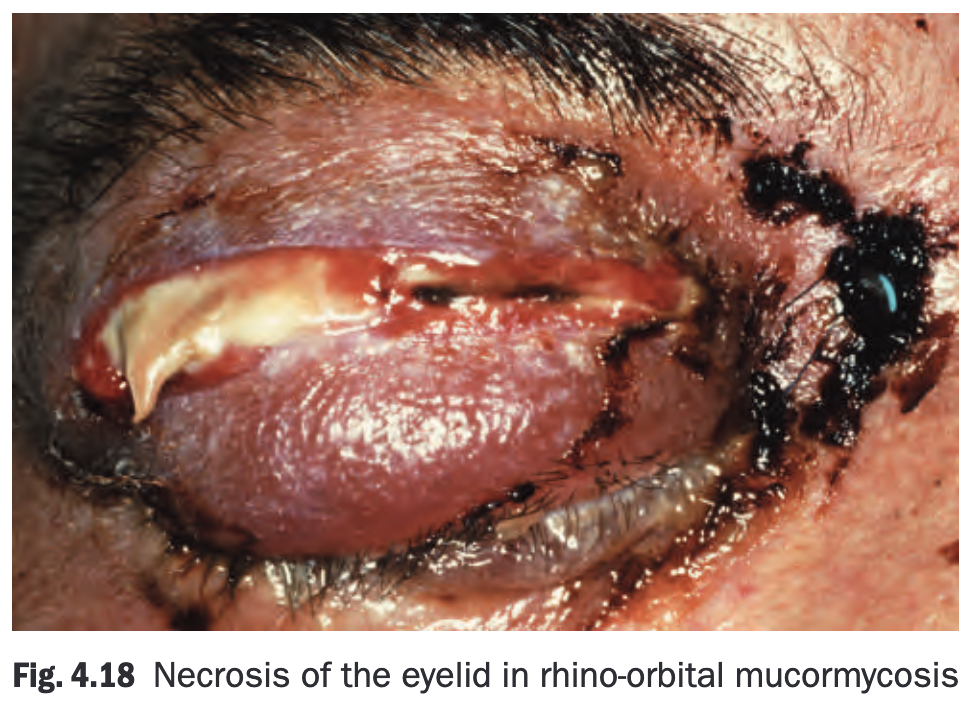 Fig. 4.18 Necrosis of the eyelid in rhino-orbital mucormycosis